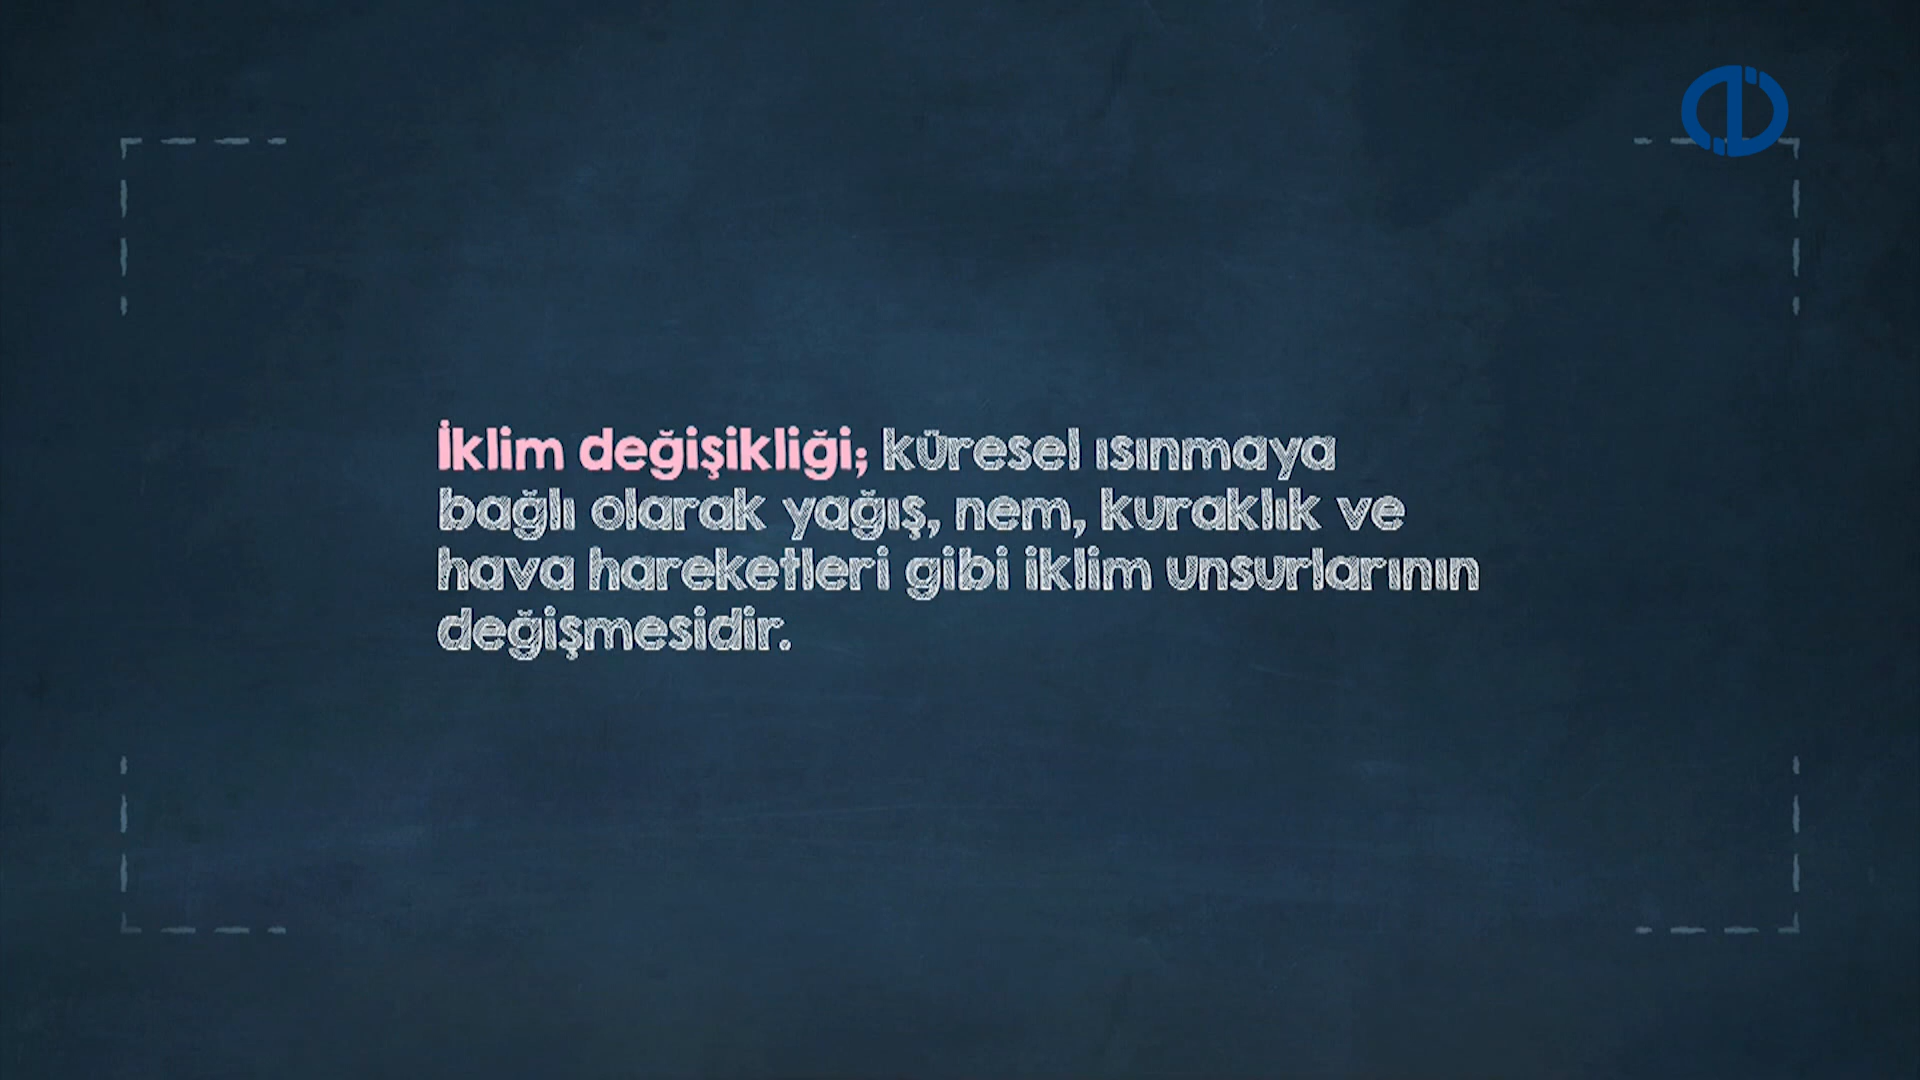 İklim değişikliği; küresel ısınmaya
bağlı olarak yağış, nem, kuraklık ve
hava hareketleri gibi iklim unsurlarının
değişmesidir.